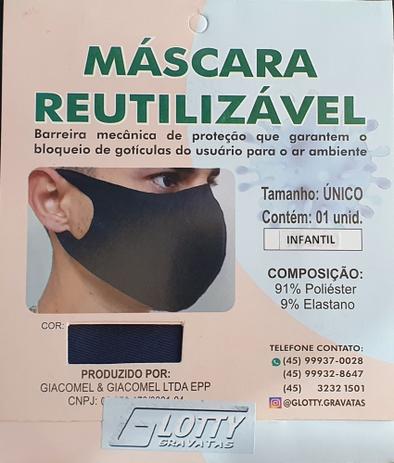 MÁSCARA
REUTILIZÁVEL
Barreira mecânica de proteção que garantem o
bloqueio de gotículas do usuário para o ar ambiente
Tamanho: ÚNICO
Contém: 01 unid.
INFANTIL
COMPOSIÇÃO:
91% Poliéster
9% Elastano
COR:
TELEFONE CONTATO:
(45) 99937-0028
(45) 99932-8647
(45) 3232 1501
@GLOTTY.GRAVATAS
PRODUZIDO POR:
GIACOMEL & GIACOMEL LTDA EPP
CNPJ:
GLOTTY
GRAVATAS